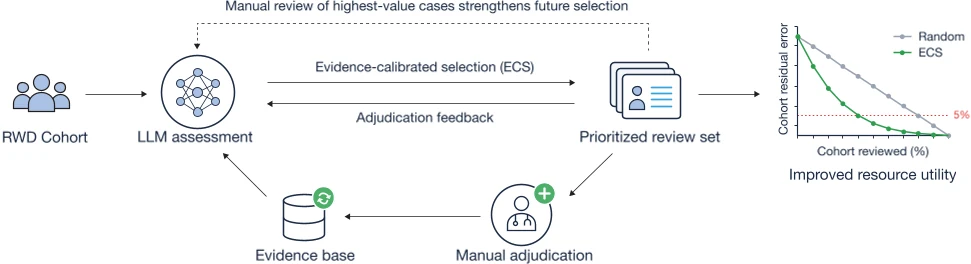 Manual review of highest-value cases strengthens future selection
Evidence-calibrated selection (ECS)
Adjudication feedback
RWD Cohort
LLM assessment
Prioritized review set
Evidence base
Manual adjudication
Cohort residual error
Random
ECS
5%
Cohort reviewed (%)
Improved resource utility